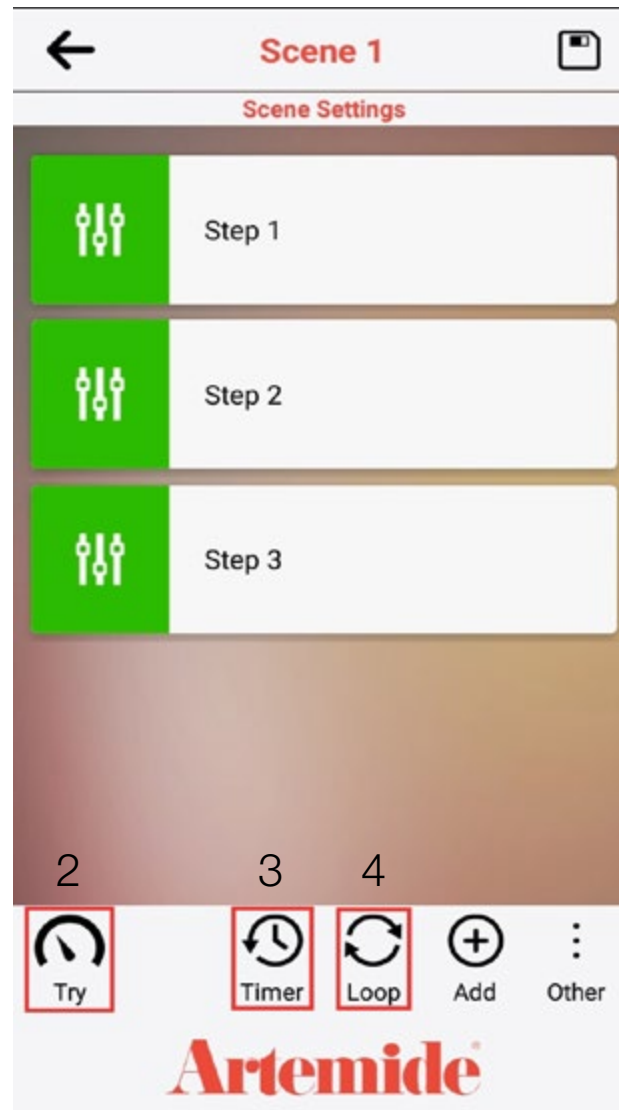 Scene 1
Scene Settings
Step 1
Step 2
Step 3
2 3 4
Try Timer Loop Add Other
Artemide